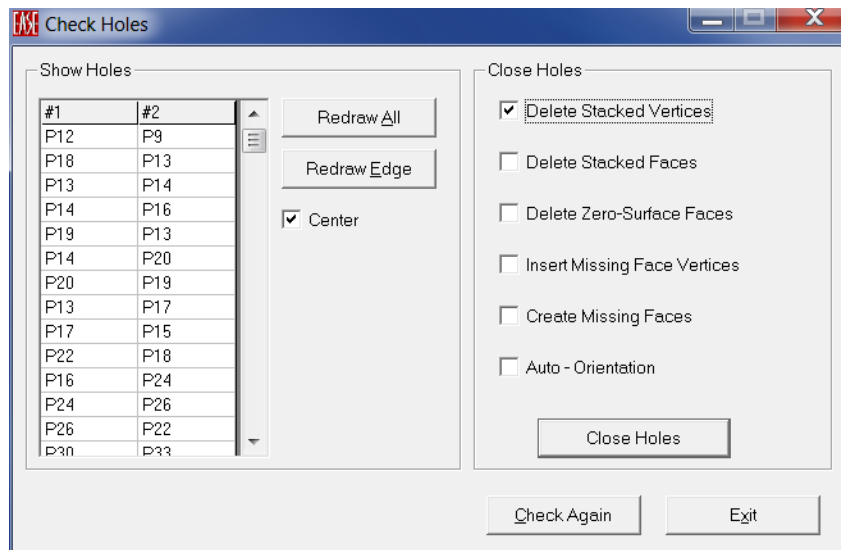 EASE Check Holes
Show Holes
#1 #2
P12 P9
P18 P13
P13 P14
P14 P16
P19 P13
P14 P20
P20 P19
P13 P17
P17 P15
P22 P18
P16 P24
P24 P26
P26 P22
P30 P33
Redraw All
Redraw Edge
Center
Close Holes
Delete Stacked Vertices
Delete Stacked Faces
Delete Zero-Surface Faces
Insert Missing Face Vertices
Create Missing Faces
Auto - Orientation
Close Holes
Check Again
Exit